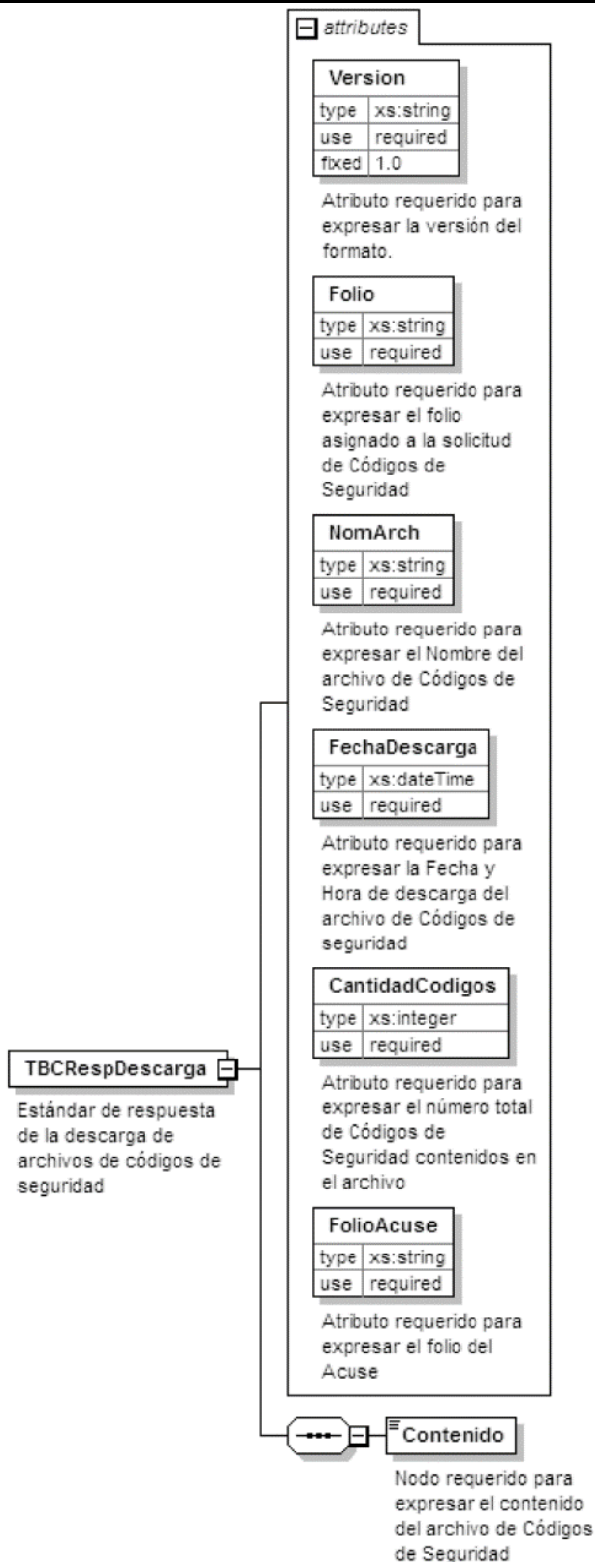 attributes
Version
type xs:string
use required
fixed 1.0
Atributo requerido para
expresar la versión del
formato.
Folio
type xs:string
use required
Atributo requerido para
expresar el folio
asignado a la solicitud
de Códigos de
Seguridad
NomArch
type xs:string
use required
Atributo requerido para
expresar el Nombre del
archivo de Códigos de
Seguridad
FechaDescarga
type xs:dateTime
use required
Atributo requerido para
expresar la Fecha y
Hora de descarga del
archivo de Códigos de
seguridad
CantidadCodigos
type xs:integer
use required
Atributo requerido para
expresar el número total
de Códigos de
Seguridad contenidos en
el archivo
FolioAcuse
type xs:string
use required
Atributo requerido para
expresar el folio del
Acuse
TBCRespDescarga
Estándar de respuesta
de la descarga de
archivos de códigos de
seguridad
Contenido
Nodo requerido para
expresar el contenido
del archivo de Códigos
de Seguridad